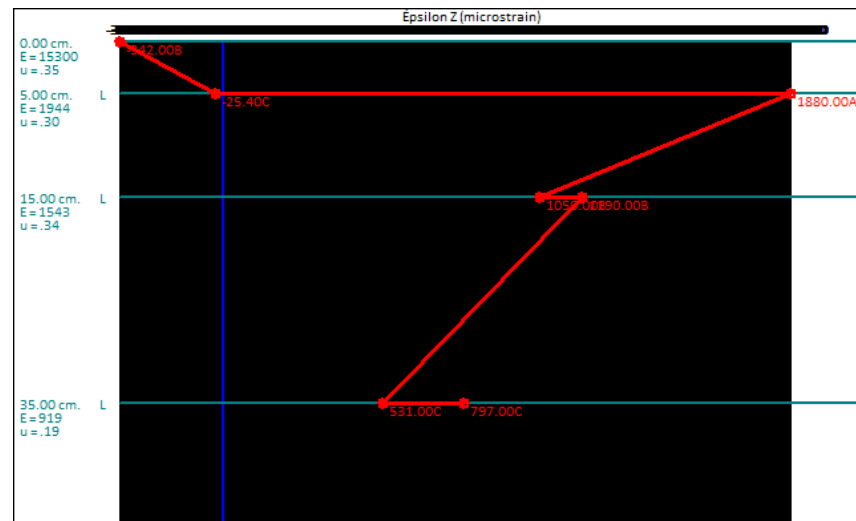 Épsilon Z (microstrain)
0.00 cm.
E=15300
u=.35
-342.00B
5.00 cm. L
E=1944
u=.30
-25.40C
1880.00A
15.00 cm. L
E=1543
u=.34
1190.00B
35.00 cm. L
E=919
u=.19
531.00C
797.00C